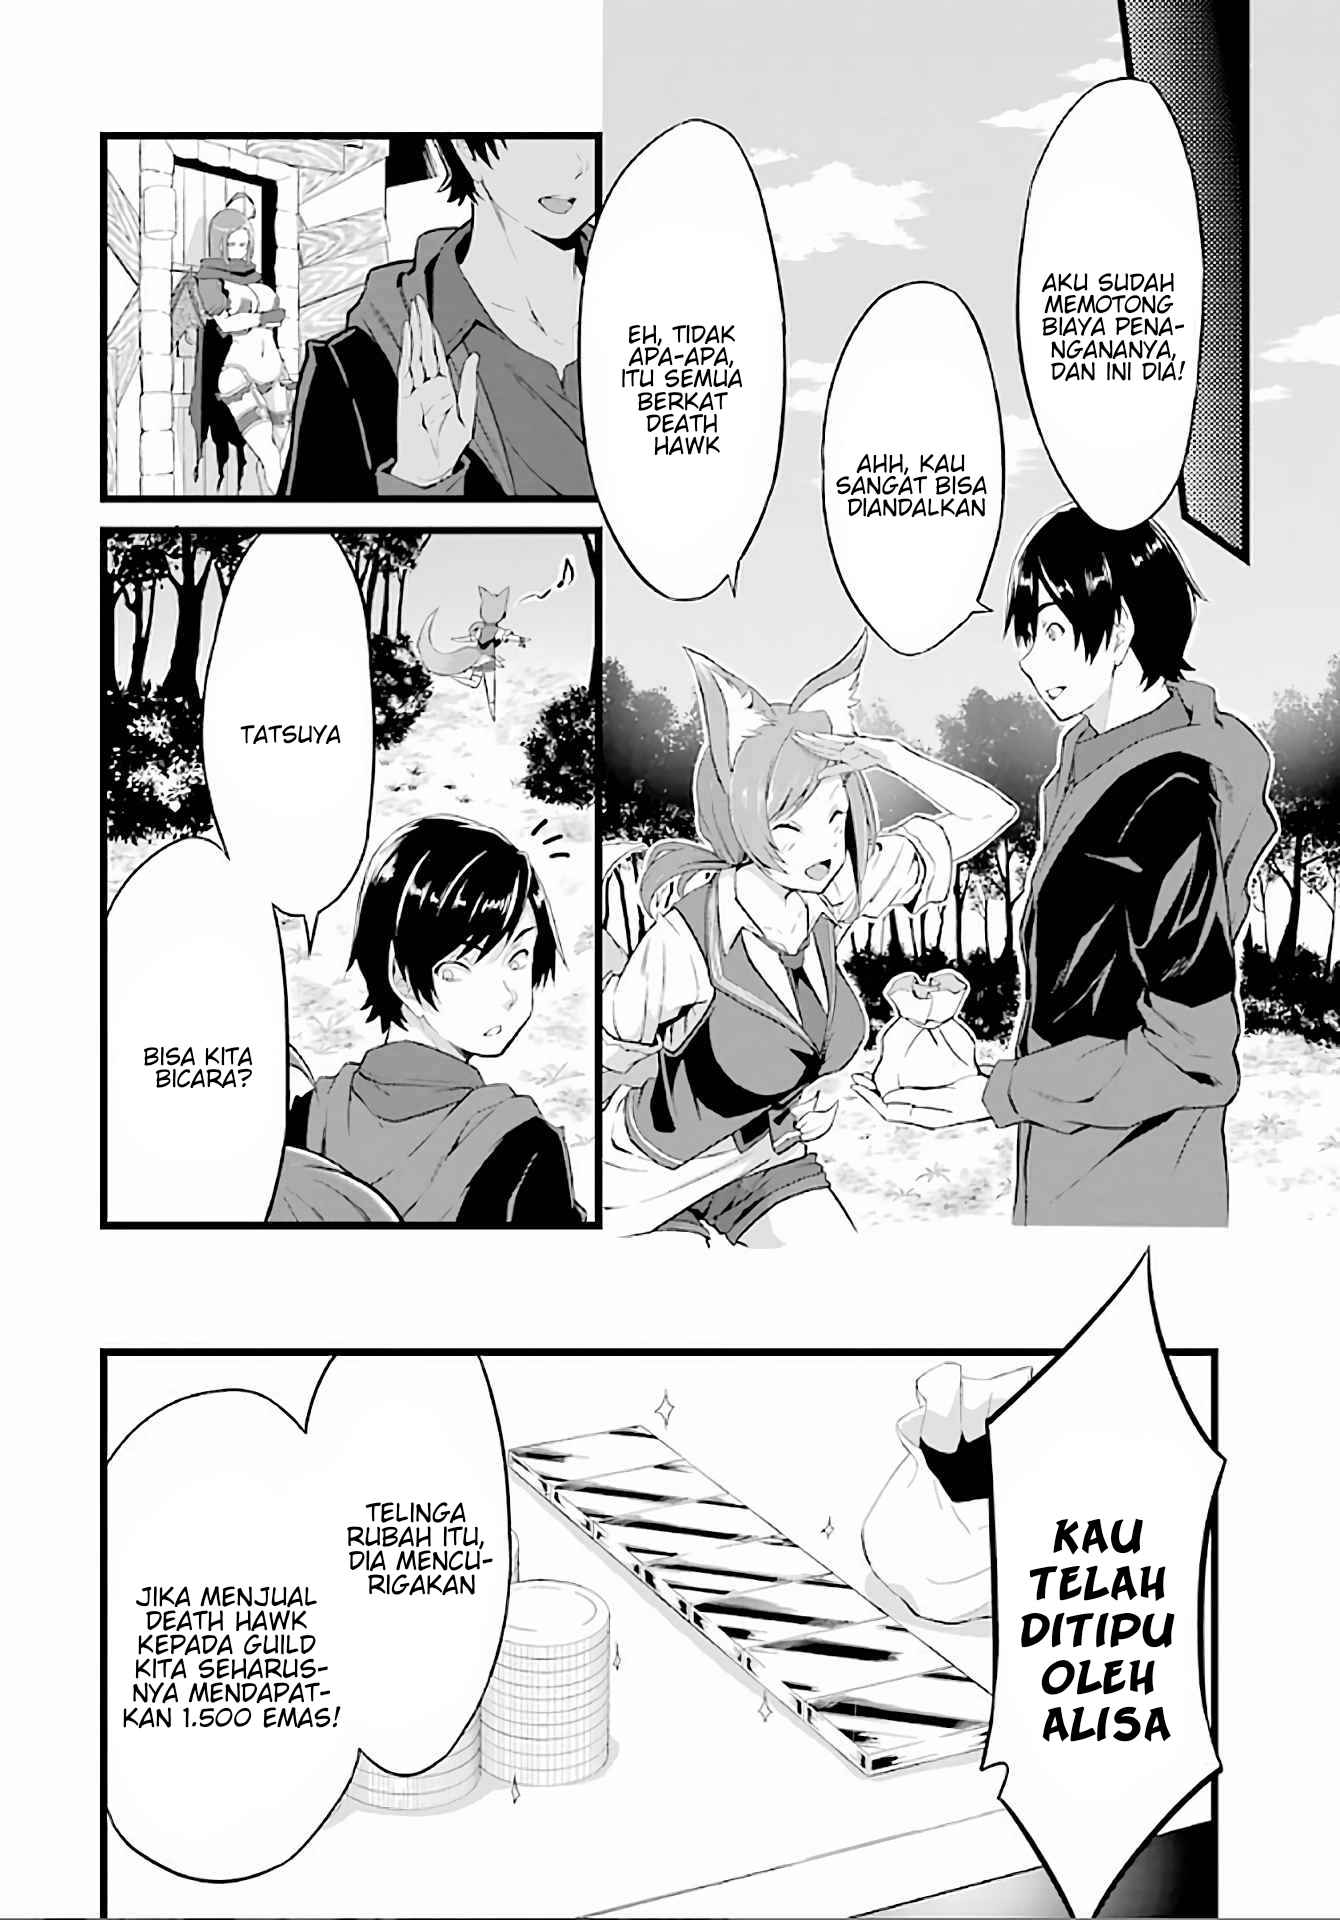 AKU SUDAH
MEMOTONG
BIAYA PENA-
NGANANYA,
DAN INI DIA!
AHH, KAU
SANGAT BISA
DIANDALKAN
EH, TIDAK
APA-APA,
ITU SEMUA
BERKAT
DEATH
HAWK
TATSUYA
BISA KITA
BICARA?
KAU
TELAH
DITIPU
OLEH
ALISA
TELINGA
RUBAH ITU,
DIA MENCU-
RIGAKAN
JIKA MENJUAL
DEATH HAWK
KEPADA GUILD
KITA SEHARUS-
NYA MENDAPAT-
KAN 1.500 EMAS!